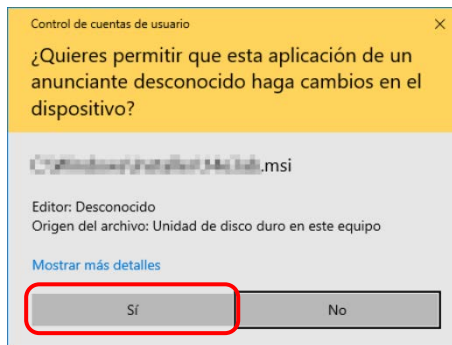 Control de cuentas de usuario
¿Quieres permitir que esta aplicación de un
anunciante desconocido haga cambios en el
dispositivo?
.msi
Editor: Desconocido
Origen del archivo: Unidad de disco duro en este equipo
Mostrar más detalles
Sí
No